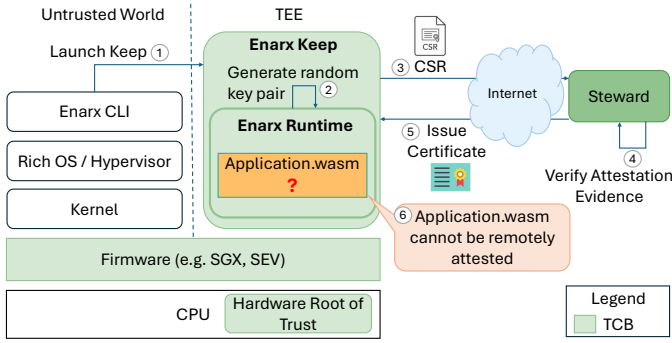 Untrusted World
TEE
Launch Keep 1
Enarx Keep
Generate random
key pair 2
3 CSR
CSR
Internet
Steward
Enarx CLI
Enarx Runtime
5 Issue
Certificate
4
Verify Attestation
Evidence
Rich OS / Hypervisor
Application.wasm
?
Kernel
6 Application.wasm
cannot be remotely
attested
Firmware (e.g. SGX, SEV)
CPU
Hardware Root of
Trust
Legend
TCB